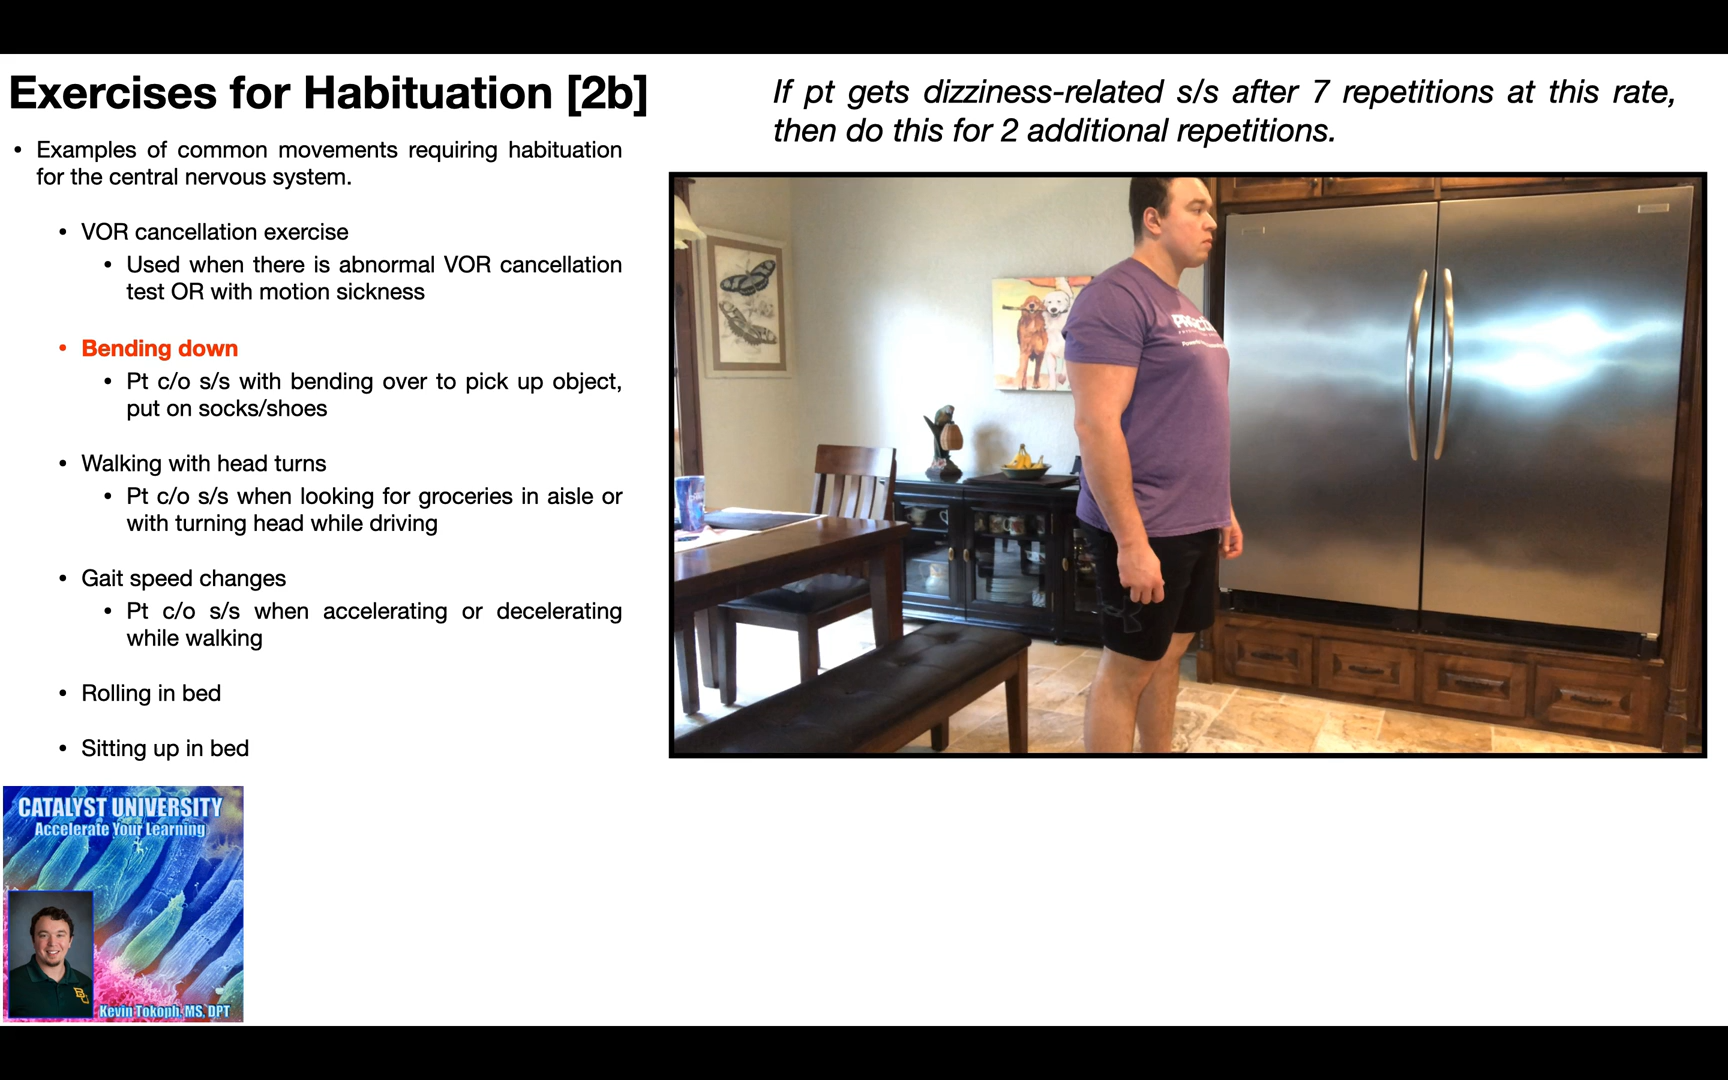 Exercises for Habituation [2b]
• Examples of common movements requiring habituation
for the central nervous system.
• VOR cancellation exercise
• Used when there is abnormal VOR cancellation
test OR with motion sickness
• Bending down
• Pt c/o s/s with bending over to pick up object,
put on socks/shoes
• Walking with head turns
• Pt c/o s/s when looking for groceries in aisle or
with turning head while driving
• Gait speed changes
• Pt c/o s/s when accelerating or decelerating
while walking
• Rolling in bed
• Sitting up in bed
If pt gets dizziness-related s/s after 7 repetitions at this rate,
then do this for 2 additional repetitions.
CATALYST UNIVERSITY
Accelerate Your Learning
Kevin Tokoph, MS, DPT